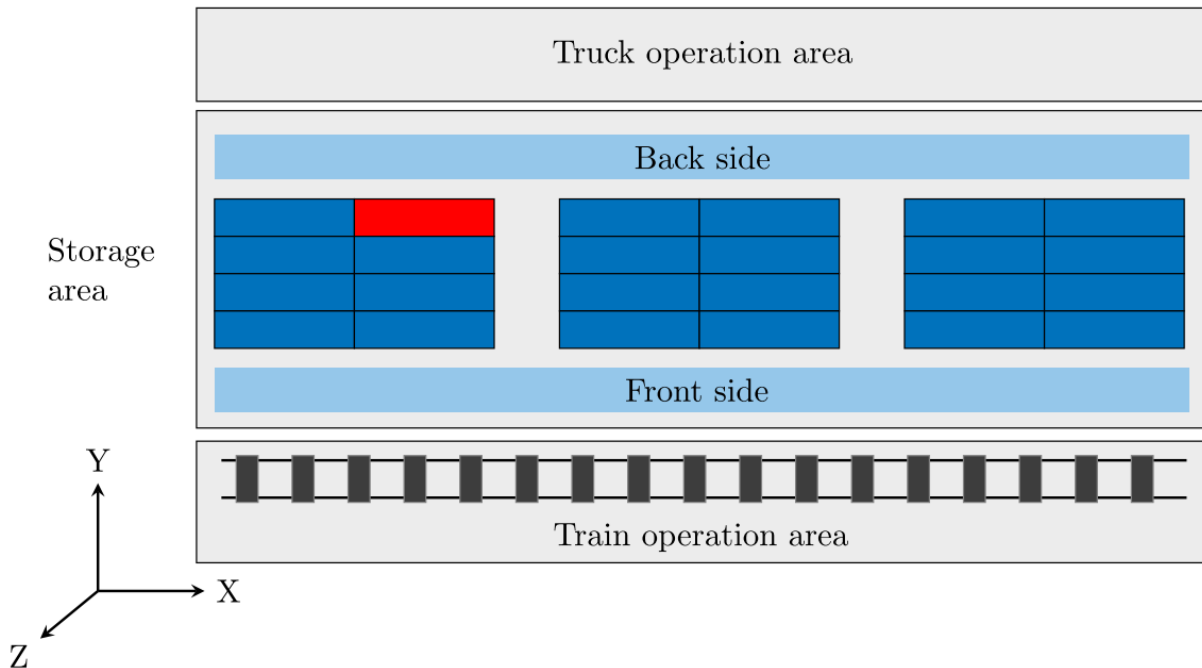 Truck operation area
Back side
Storage
area
Front side
Train operation area
Y
X
Z